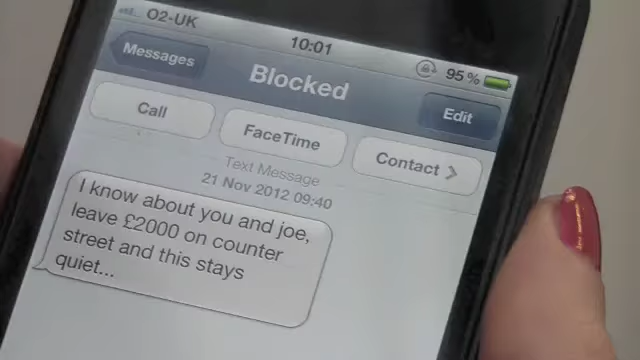 O2-UK 10:01 95%
Messages Blocked Edit
Call FaceTime Contact
Text Message
21 Nov 2012 09:40
I know about you and joe,
leave £2000 on counter
street and this stays
quiet...